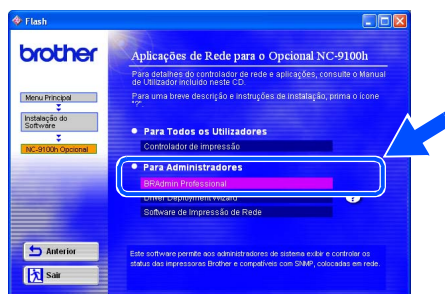 Flash
brother
Aplicações de Rede para o Opcional NC-9100h
Para detalhes do controlador de rede e aplicações, consulte o Manual
de Utilizador incluído neste CD.
Para uma breve descrição e instruções de instalação, prima o ícone
"?".
Menu Principal
Instalação do
Software
NC-9100h Opcional
Para Todos os Utilizadores
Controlador de impressão
Para Administradores
BRAdmin Professional
Driver Deployment Wizard
?
Software de Impressão de Rede
Anterior
Sair
Este software permite aos administradores de sistema exibir e controlar os
status das impressoras Brother e compatíveis com SNMP, colocadas em rede.